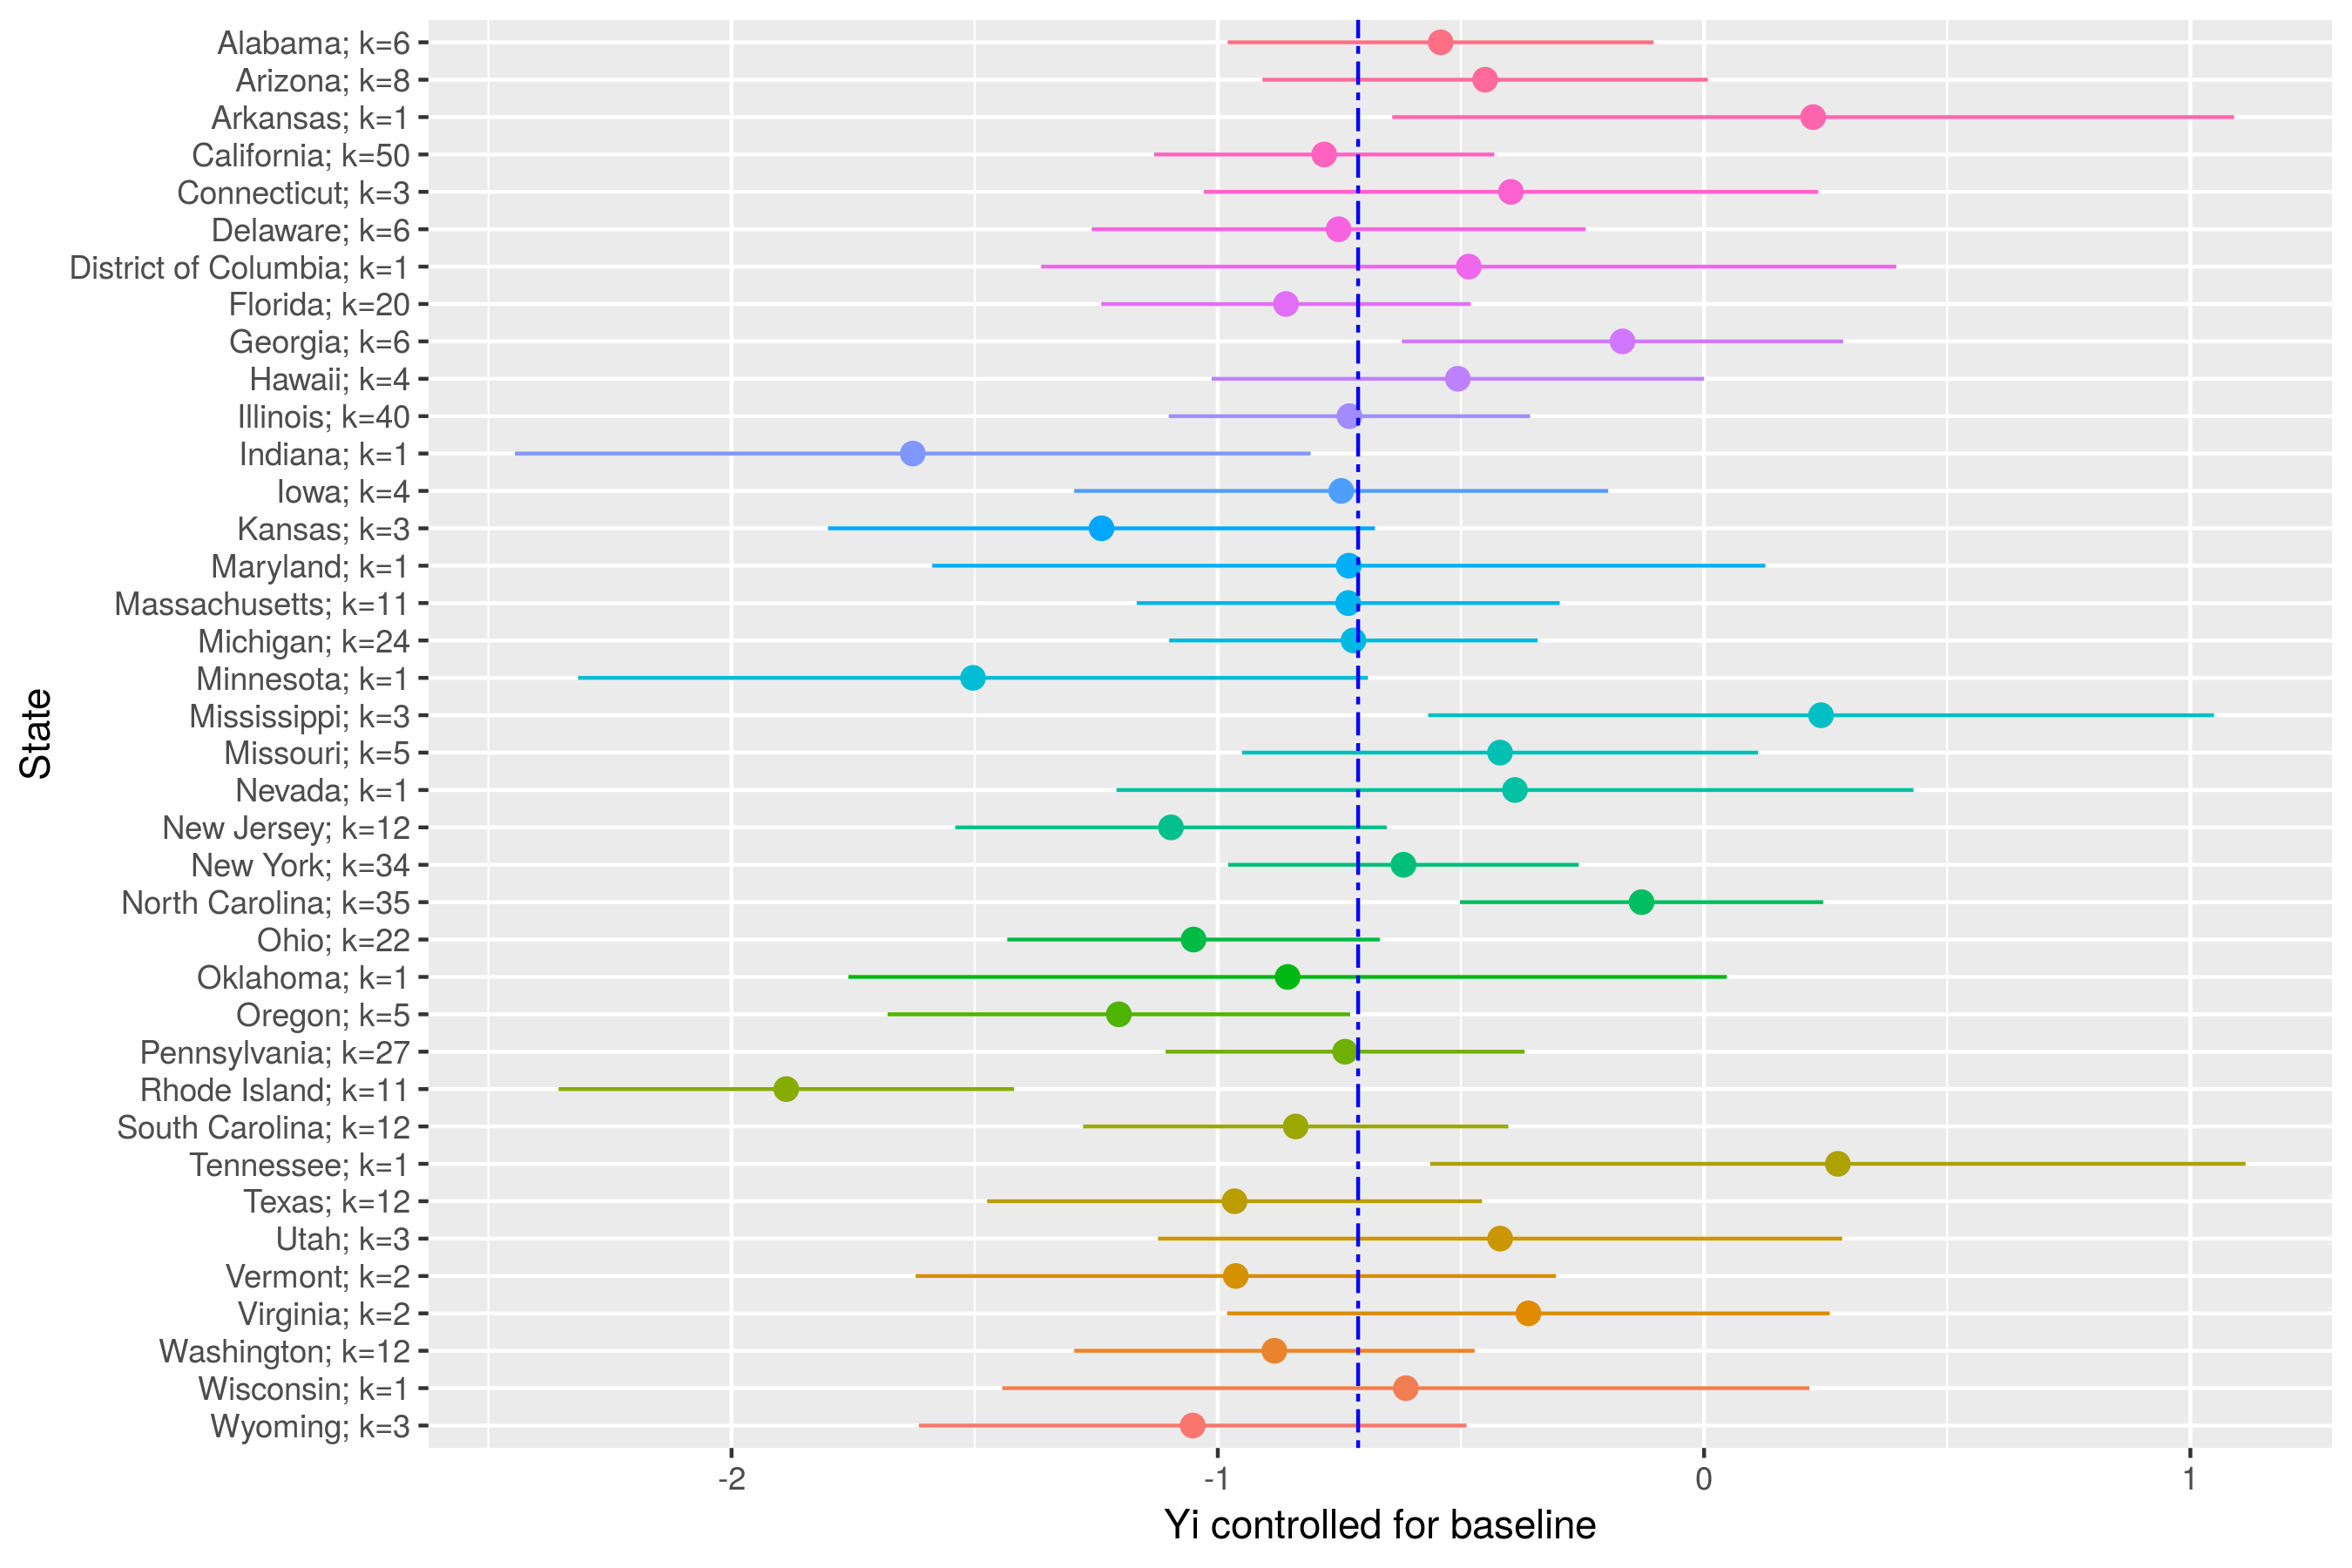 Alabama; k=6
Arizona; k=8
Arkansas; k=1
California; k=50
Connecticut; k=3
Delaware; k=6
District of Columbia; k=1
Florida; k=20
Georgia; k=6
Hawaii; k=4
Illinois; k=40
Indiana; k=1
Iowa; k=4
Kansas; k=3
Maryland; k=1
Massachusetts; k=11
Michigan; k=24
Minnesota; k=1
Mississippi; k=3
Missouri; k=5
Nevada; k=1
New Jersey; k=12
New York; k=34
North Carolina; k=35
Ohio; k=22
Oklahoma; k=1
Oregon; k=5
Pennsylvania; k=27
Rhode Island; k=11
South Carolina; k=12
Tennessee; k=1
Texas; k=12
Utah; k=3
Vermont; k=2
Virginia; k=2
Washington; k=12
Wisconsin; k=1
Wyoming; k=3
State
-2 -1 0 1
Yi controlled for baseline